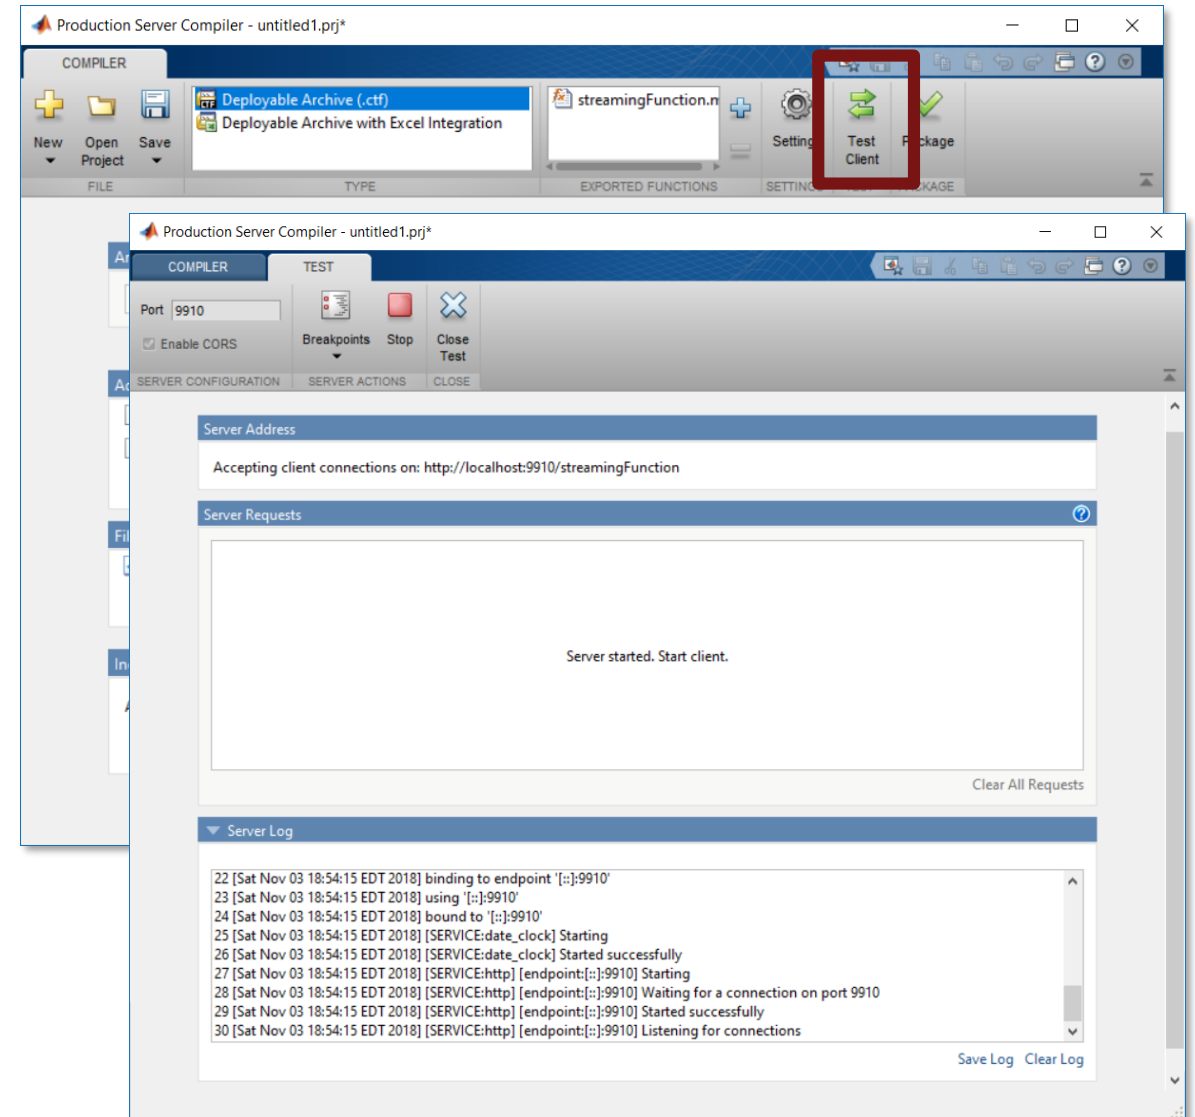 Production Server Compiler - untitled1.prj*
COMPILER
New
Open Project
Save
FILE
Deployable Archive (.ctf)
Deployable Archive with Excel Integration
TYPE
streamingFunction.m
EXPORTED FUNCTIONS
Setting
SETTING
Test
Client
PACKAGE
Production Server Compiler - untitled1.prj*
COMPILER
TEST
Port 9910
Enable CORS
SERVER CONFIGURATION
Breakpoints
Stop
SERVER ACTIONS
Close
Test
CLOSE
Server Address
Accepting client connections on: http://localhost:9910/streamingFunction
Server Requests
Server started. Start client.
Clear All Requests
Server Log
22 [Sat Nov 03 18:54:15 EDT 2018] binding to endpoint '[::]:9910'
23 [Sat Nov 03 18:54:15 EDT 2018] using '[::]:9910'
24 [Sat Nov 03 18:54:15 EDT 2018] bound to '[::]:9910'
25 [Sat Nov 03 18:54:15 EDT 2018] [SERVICE:date_clock] Starting
26 [Sat Nov 03 18:54:15 EDT 2018] [SERVICE:date_clock] Started successfully
27 [Sat Nov 03 18:54:15 EDT 2018] [SERVICE:http] [endpoint:[::]:9910] Starting
28 [Sat Nov 03 18:54:15 EDT 2018] [SERVICE:http] [endpoint:[::]:9910] Waiting for a connection on port 9910
29 [Sat Nov 03 18:54:15 EDT 2018] [SERVICE:http] [endpoint:[::]:9910] Started successfully
30 [Sat Nov 03 18:54:15 EDT 2018] [SERVICE:http] [endpoint:[::]:9910] Listening for connections
Save Log Clear Log